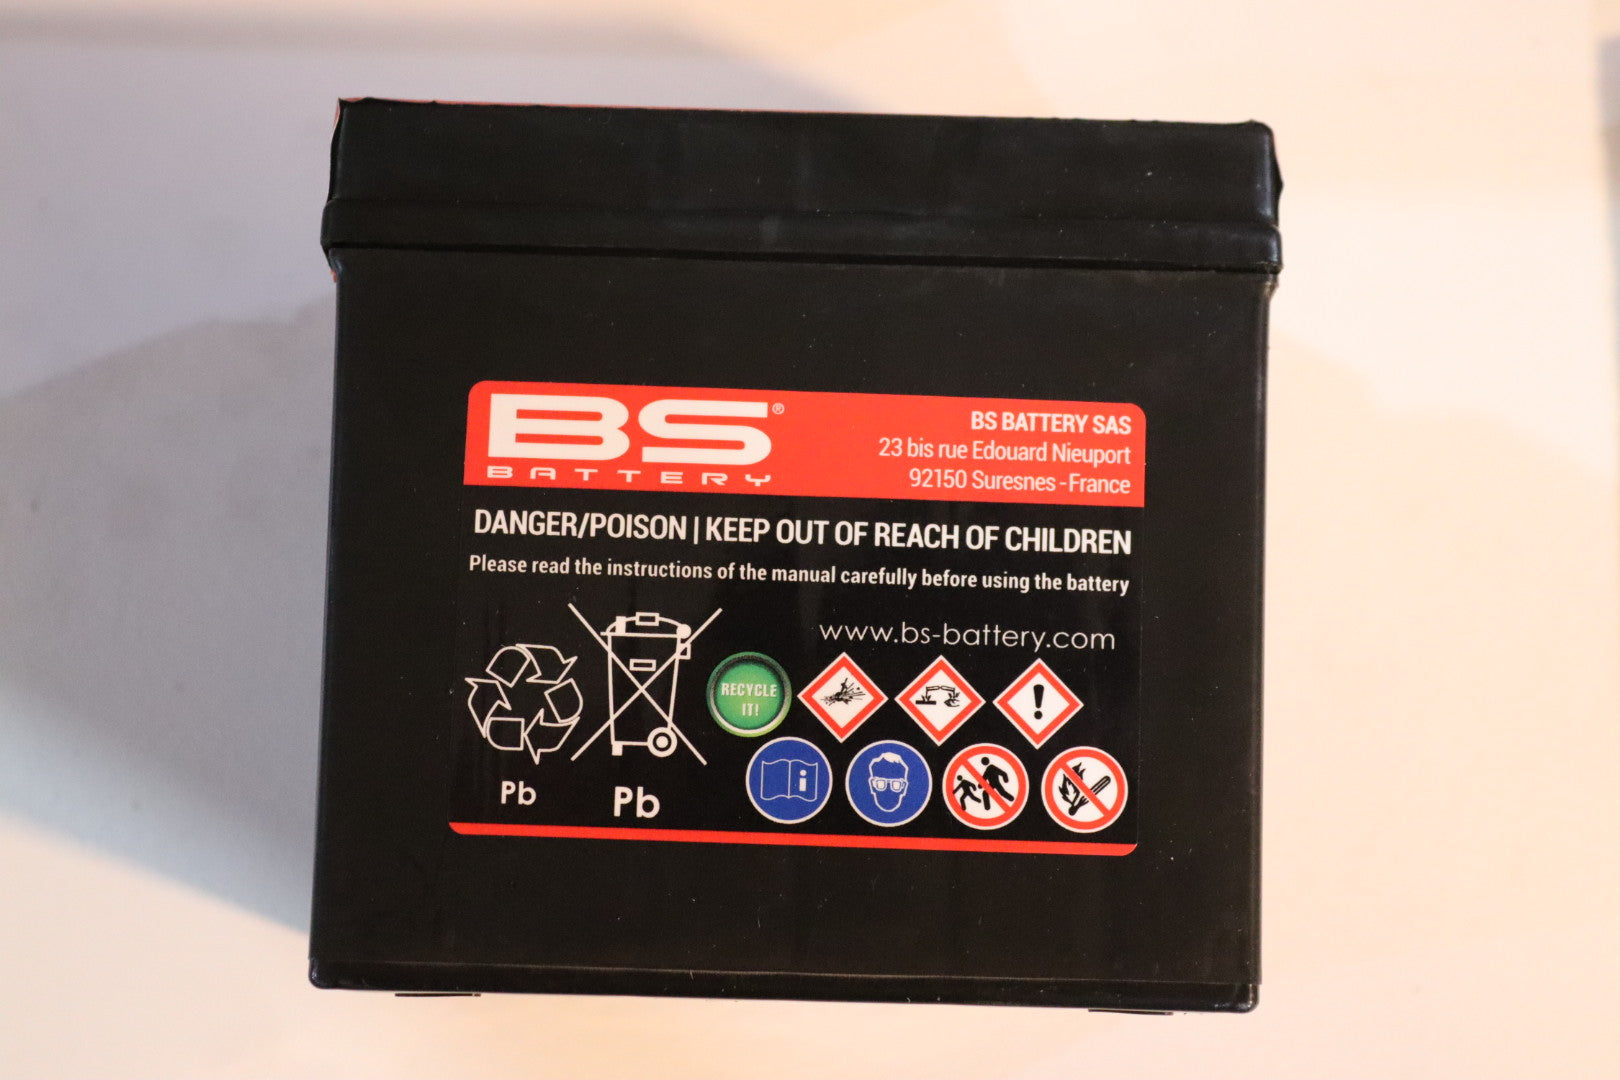 BS®
BATTERY
BS BATTERY SAS
23 bis rue Edouard Nieuport
92150 Suresnes - France
DANGER/POISON | KEEP OUT OF REACH OF CHILDREN
Please read the instructions of the manual carefully before using the battery
www.bs-battery.com
RECYCLE
IT!
i
Pb
Pb